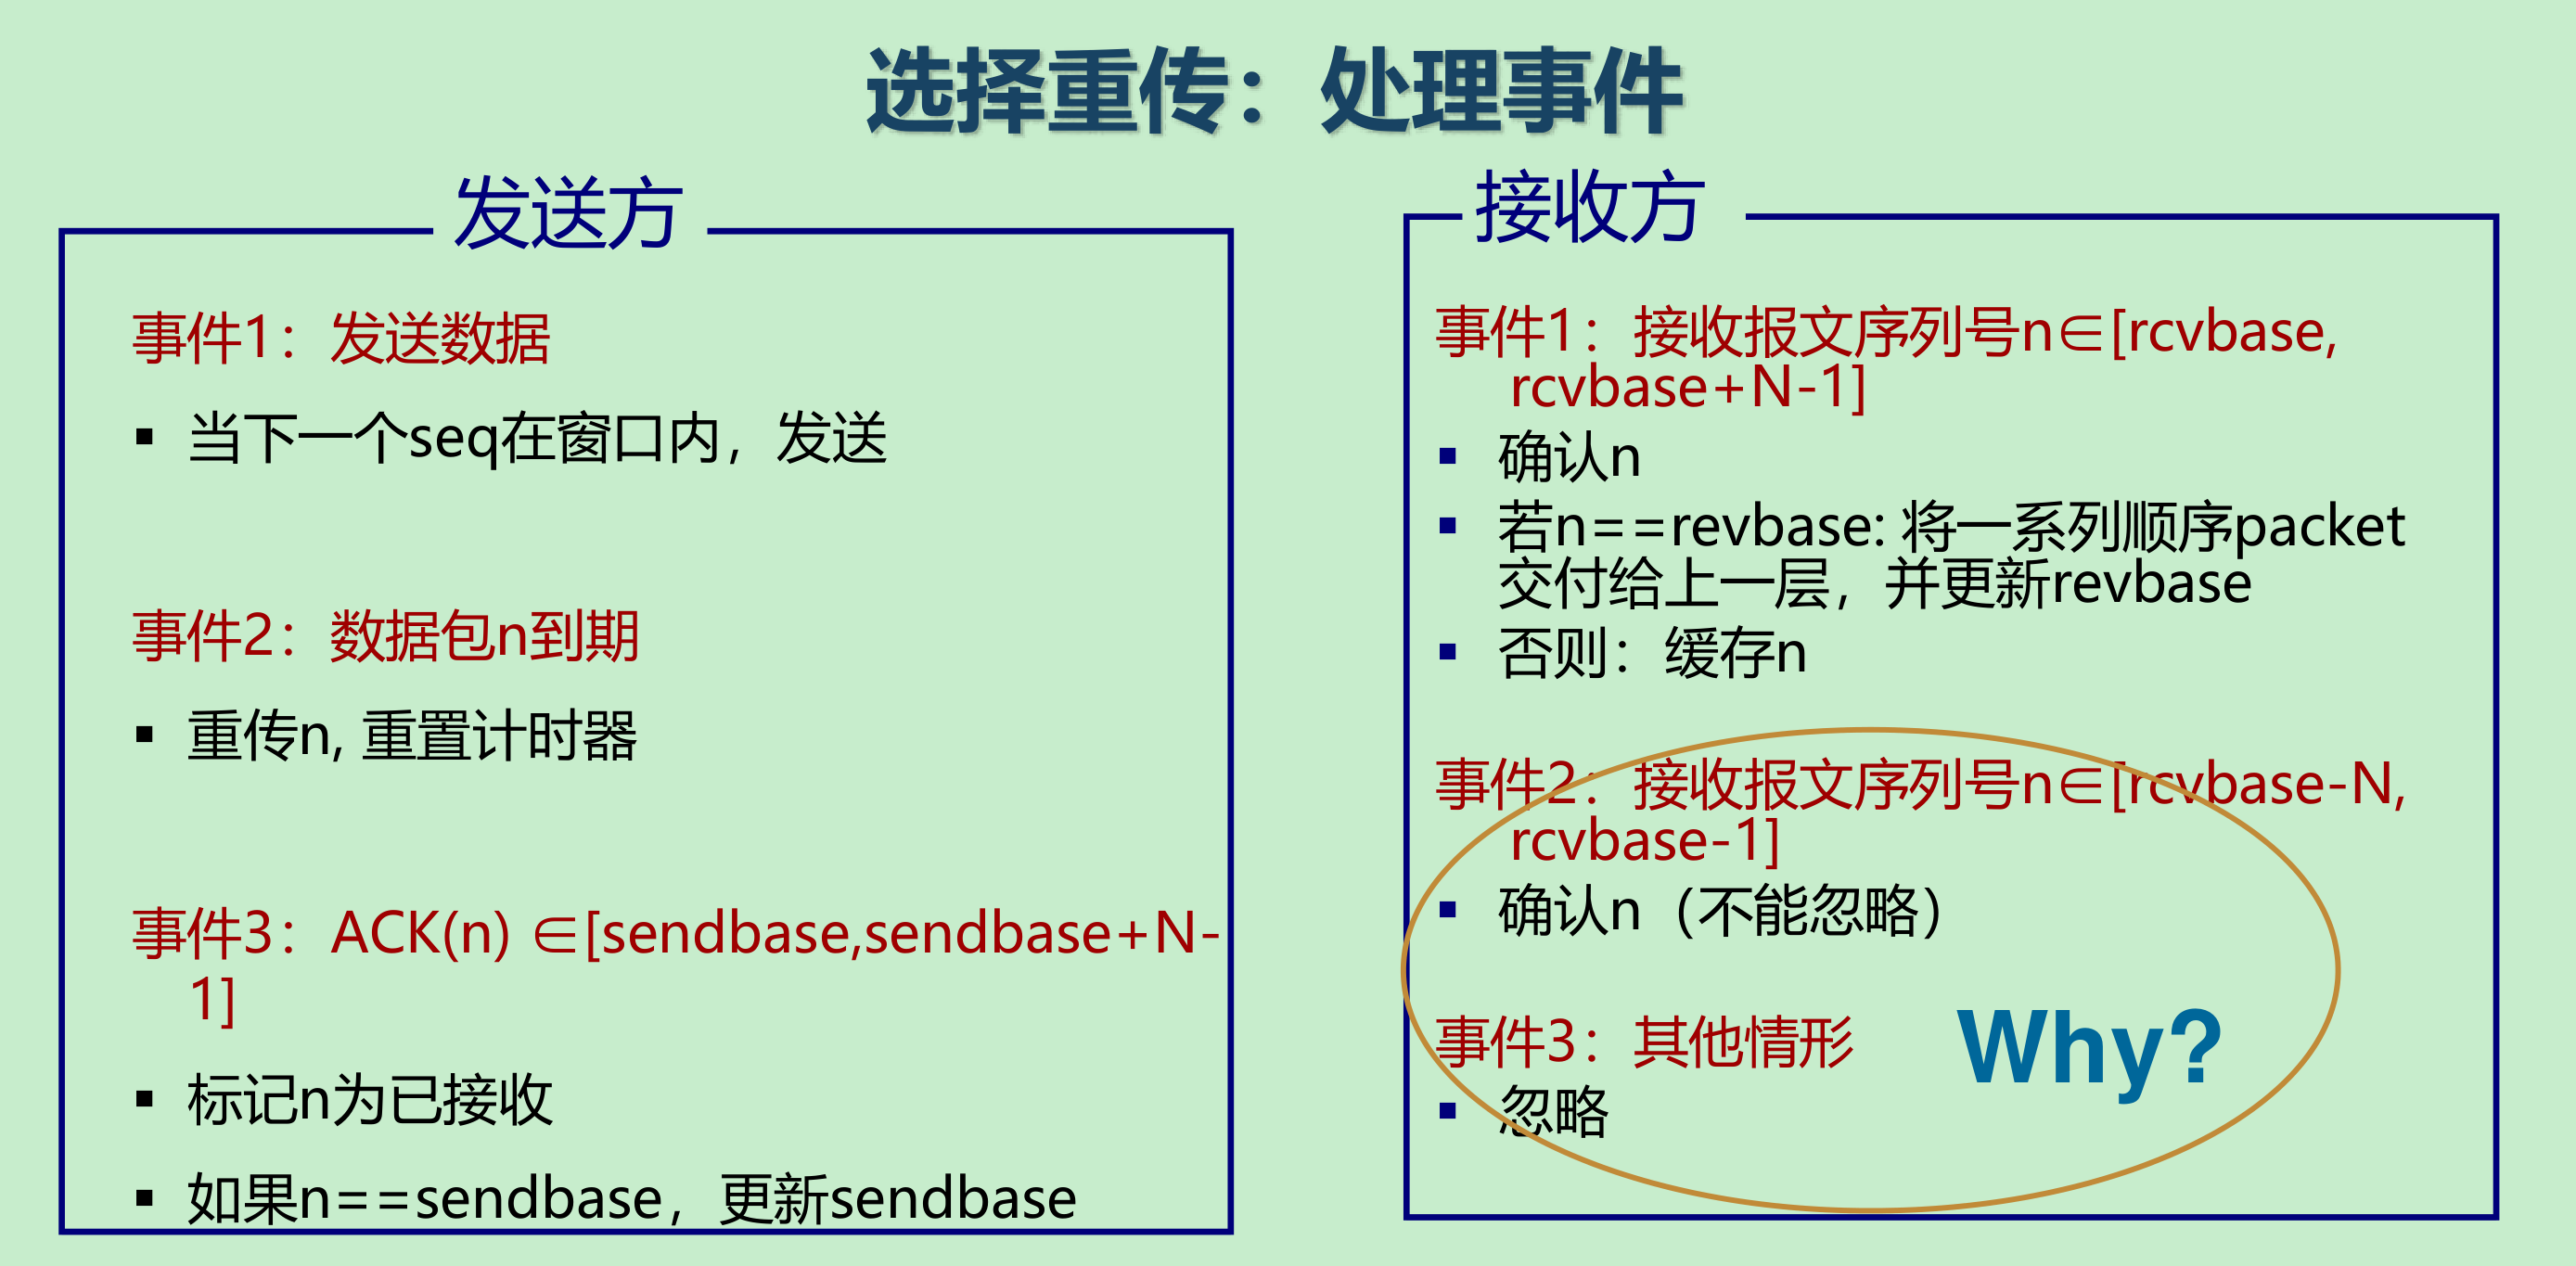 选择重传：处理事件
发送方
事件1：发送数据
▪ 当下一个seq在窗口内，发送
事件2：数据包n到期
▪ 重传n, 重置计时器
事件3：ACK(n) ∈[sendbase,sendbase+N-
1]
▪ 标记n为已接收
▪ 如果n==sendbase，更新sendbase
接收方
事件1：接收报文序列号n∈[rcvbase,
rcvbase+N-1]
▪ 确认n
▪ 若n==revbase: 将一系列顺序packet
交付给上一层，并更新revbase
▪ 否则：缓存n
事件2：接收报文序列号n∈[rcvbase-N,
rcvbase-1]
▪ 确认n（不能忽略）
事件3：其他情形
▪ 忽略
Why?